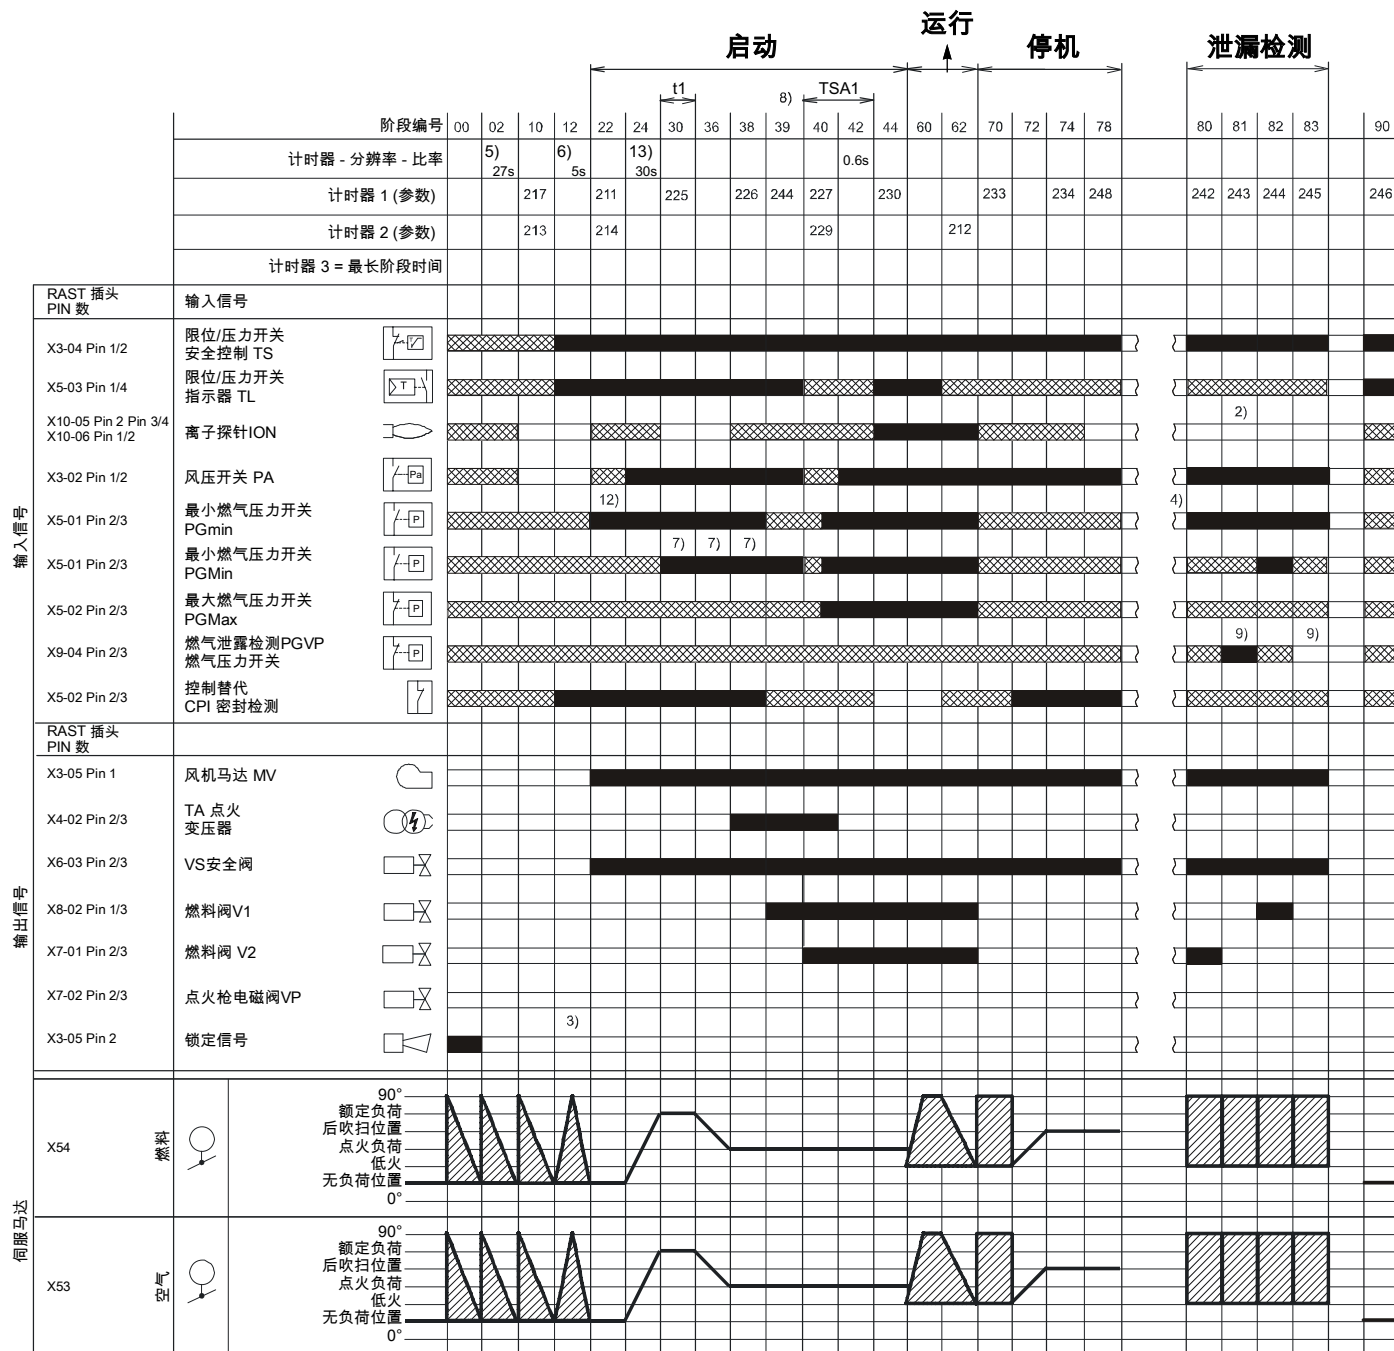 启动
运行
停机
泄漏检测
t1
8)
TSA1
阶段编号 00 02 10 12 22 24 30 36 38 39 40 42 44 60 62 70 72 74 78 80 81 82 83 90
计时器 - 分辨率 - 比率 5) 27s 6) 5s 13) 30s 0.6s
计时器 1 (参数) 217 211 225 226 244 227 230 233 234 248 242 243 244 245 246
计时器 2 (参数) 213 214 229 212
计时器 3 = 最长阶段时间
RAST 插头
PIN 数
输入信号
输入信号
X3-04 Pin 1/2
限位/压力开关
安全控制 TS
X5-03 Pin 1/4
限位/压力开关
指示器 TL
T
X10-05 Pin 2 Pin 3/4
X10-06 Pin 1/2
离子探针ION
2)
X3-02 Pin 1/2
风压开关 PA
Pa
X5-01 Pin 2/3
最小燃气压力开关
PGmin
P
12)
4)
X5-01 Pin 2/3
最小燃气压力开关
PGMin
P
7) 7) 7)
X5-02 Pin 2/3
最大燃气压力开关
PGMax
P
X9-04 Pin 2/3
燃气泄露检测PGVP
燃气压力开关
P
9) 9)
X5-02 Pin 2/3
控制替代
CPI 密封检测
RAST 插头
PIN 数
输出信号
X3-05 Pin 1
风机马达 MV
X4-02 Pin 2/3
TA 点火
变压器
X6-03 Pin 2/3
VS安全阀
X8-02 Pin 1/3
燃料阀V1
X7-01 Pin 2/3
燃料阀 V2
X7-02 Pin 2/3
点火枪电磁阀VP
X3-05 Pin 2
锁定信号
3)
伺服马达
X54
燃料
90°
额定负荷
后吹扫位置
点火负荷
低火
无负荷位置
0°
X53
空气
90°
额定负荷
后吹扫位置
点火负荷
低火
无负荷位置
0°